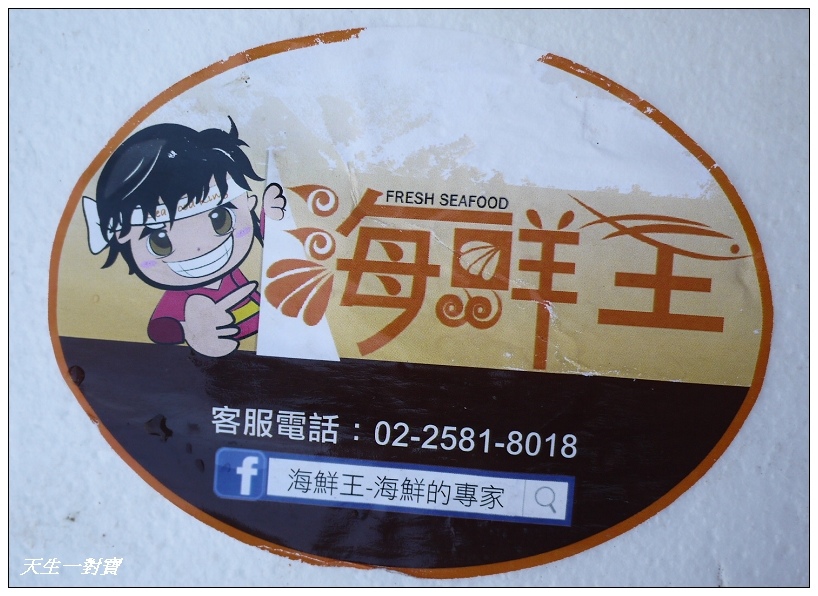 FRESH SEAFOOD
海鮮王
客服電話：02-2581-8018
f 海鮮王-海鮮的專家
天生一對寶